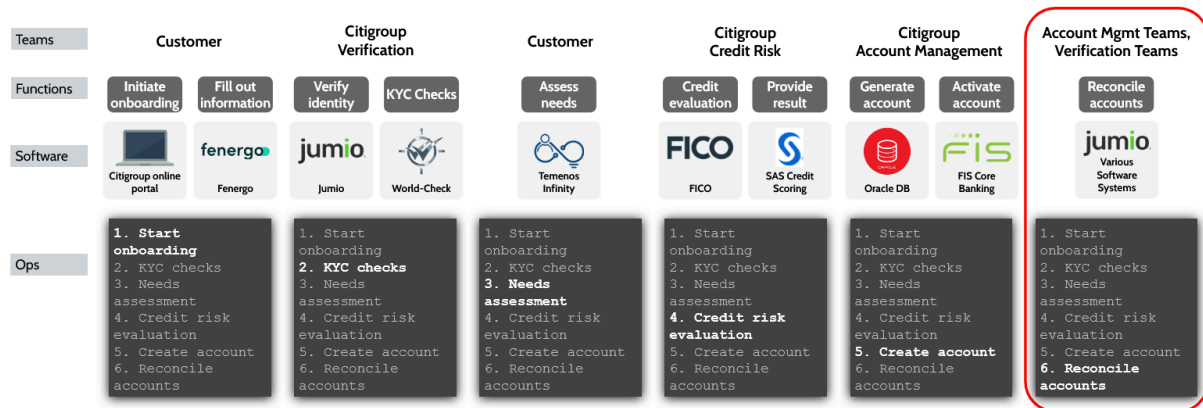 Teams
Customer
Citigroup
Verification
Customer
Citigroup
Credit Risk
Citigroup
Account Management
Account Mgmt Teams,
Verification Teams
Functions
Initiate
onboarding
Fill out
information
Verify
identity
KYC Checks
Assess
needs
Credit
evaluation
Provide
result
Generate
account
Activate
account
Reconcile
accounts
Software
Citigroup online
portal
fenergo
Fenergo
jumio
Jumio
W
World-Check
Temenos
Infinity
FICO
FICO
S
SAS Credit
Scoring
ORACLE
Oracle DB
FIS
FIS Core
Banking
jumio
Various
Software
Systems
Ops
1. Start
onboarding
2. KYC checks
3. Needs
assessment
4. Credit risk
evaluation
5. Create account
6. Reconcile
accounts
1. Start
onboarding
2. KYC checks
3. Needs
assessment
4. Credit risk
evaluation
5. Create account
6. Reconcile
accounts
1. Start
onboarding
2. KYC checks
3. Needs
assessment
4. Credit risk
evaluation
5. Create account
6. Reconcile
accounts
1. Start
onboarding
2. KYC checks
3. Needs
assessment
4. Credit risk
evaluation
5. Create account
6. Reconcile
accounts
1. Start
onboarding
2. KYC checks
3. Needs
assessment
4. Credit risk
evaluation
5. Create account
6. Reconcile
accounts
1. Start
onboarding
2. KYC checks
3. Needs
assessment
4. Credit risk
evaluation
5. Create account
6. Reconcile
accounts